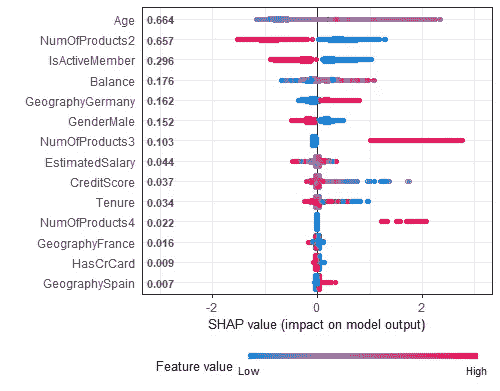 Age 0.664
NumOfProducts2 0.657
IsActiveMember 0.296
Balance 0.176
GeographyGermany 0.162
GenderMale 0.152
NumOfProducts3 0.103
EstimatedSalary 0.044
CreditScore 0.037
Tenure 0.034
NumOfProducts4 0.022
GeographyFrance 0.016
HasCrCard 0.009
GeographySpain 0.007
-2 0 2
SHAP value (impact on model output)
Feature value
Low High